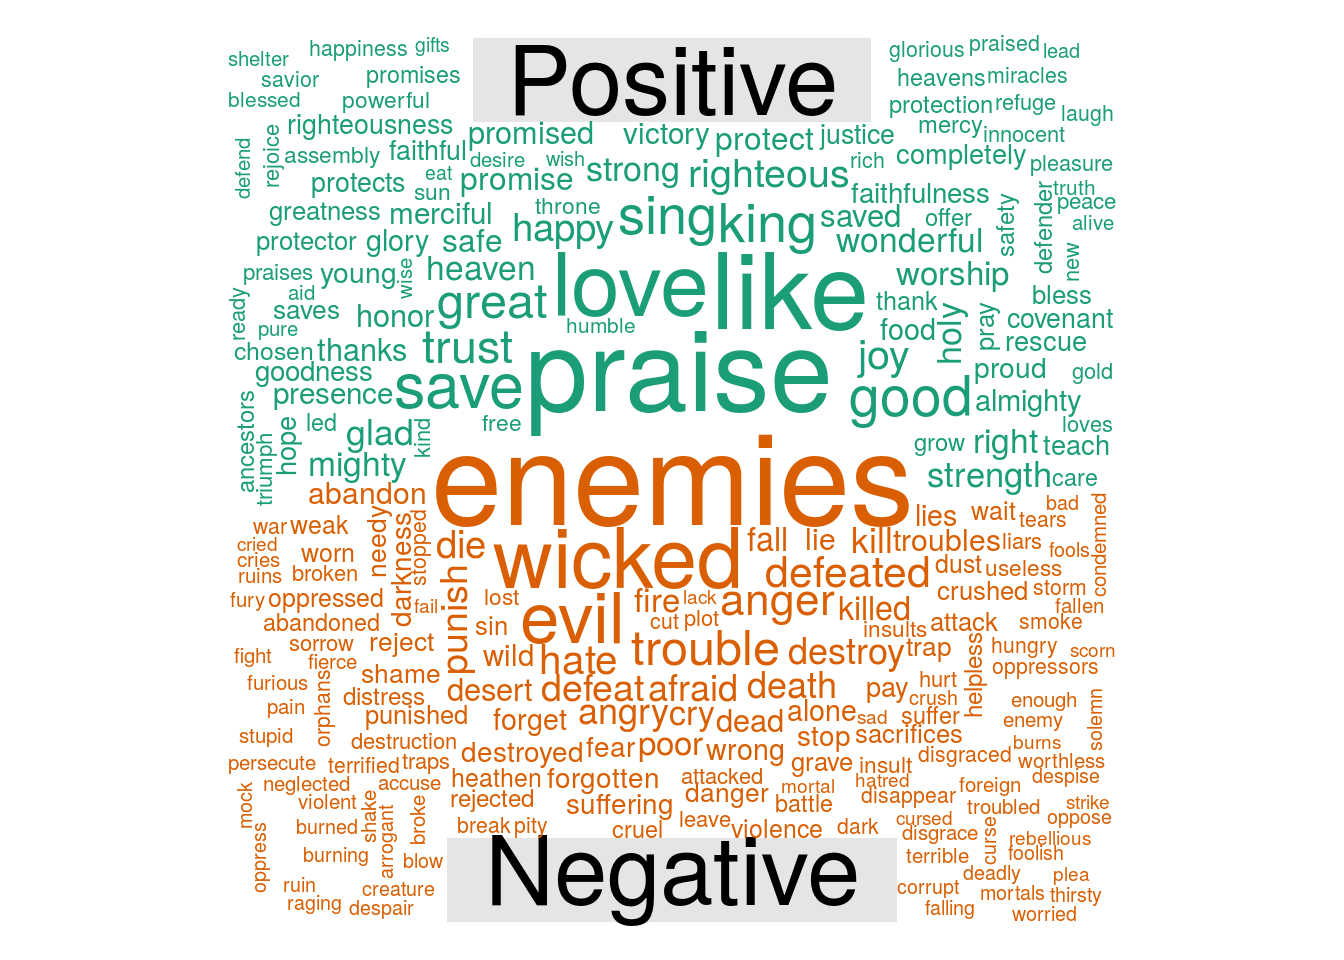 shelter happiness gifts Positive glorious praised lead
savior promises heavens miracles
blessed powerful protection refuge laugh
righteousness promised victory protect justice mercy innocent
defend rejoice assembly faithful desire wish strong righteous rich completely pleasure
protects eat sun promise faithfulness truth
greatness merciful throne happy sing king saved offer safety defender peace alive
protector glory safe wonderful
praises young wise heaven love like worship new
ready aid saves honor great thank bless
pure humble food holy pray covenant
chosen thanks trust praise joy rescue
goodness proud gold
presence save good almighty
ancestors triumph hope led glad kind free grow right teach loves
mighty strength care
abandon enemies
war weak needy darkness stopped lies wait tears bad condemned
cried worn die wicked fall lie kill troubles liars fools
cries
ruins broken defeated dust useless
fury oppressed fail punish lost evil fire lack anger killed crushed storm fallen
abandoned sin cut plot insults attack smoke
sorrow reject trouble destroy trap hungry scorn
fight fierce wild hate helpless oppressors
furious orphans shame desert defeat afraid death pay hurt
distress crush enough
pain punished forget angry cry dead alone sad suffer enemy solemn
stupid destruction destroyed fear poor wrong stop sacrifices burns
persecute terrified traps grave insult disgraced worthless
mock neglected accuse heathen forgotten attacked mortal hatred foreign despise
violent shake rejected suffering danger battle disappear troubled strike
oppress burned arrogant broke break pity cruel leave violence dark cursed disgrace curse oppose
rebellious
burning blow Negative terrible foolish
ruin creature corrupt deadly plea
mortals thirsty
raging despair falling worried